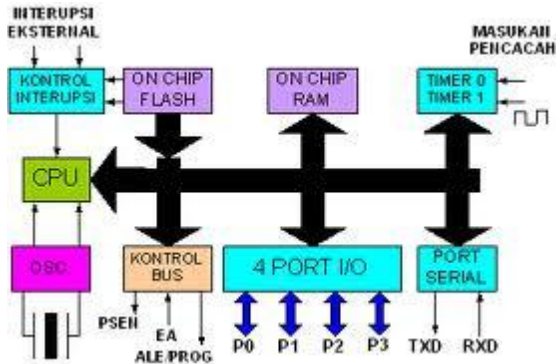 INTERUPSI
EKSTERNAL
MASUKAN
PENCACAH
KONTROL
INTERUPSI
ON CHIP
FLASH
ON CHIP
RAM
TIMER 0
TIMER 1
CPU
OSC
KONTROL
BUS
4 PORT I/O
PORT
SERIAL
PSEN
EA
ALE/PROG
P0
P1
P2
P3
TXD
RXD